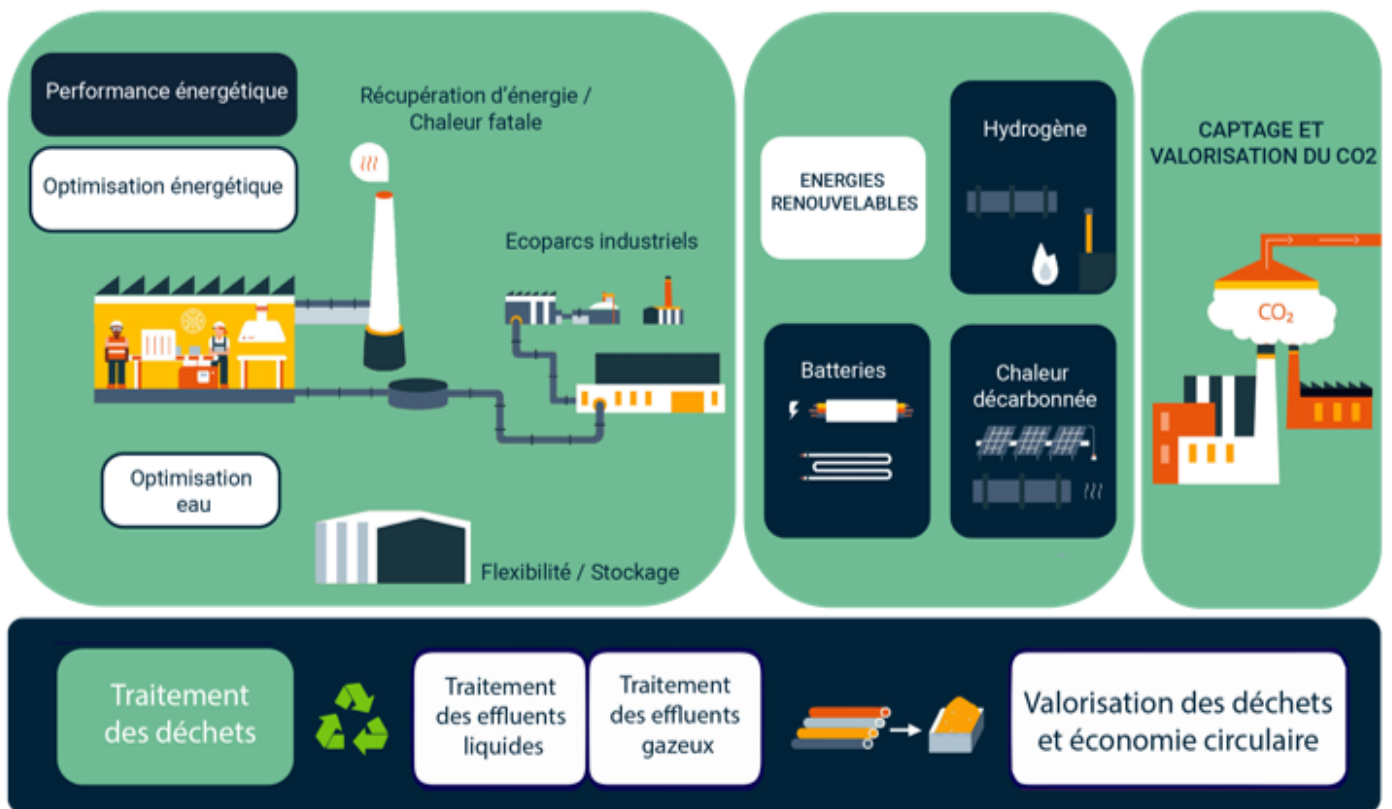 Performance énergétique
Optimisation énergétique
Récupération d'énergie /
Chaleur fatale
Ecoparcs industriels
Optimisation
eau
Flexibilité / Stockage
ENERGIES
RENOUVELABLES
Hydrogène
Batteries
Chaleur
décarbonnée
CAPTAGE ET
VALORISATION DU CO2
CO₂
Traitement
des déchets
Traitement
des effluents
liquides
Traitement
des effluents
gazeux
Valorisation des déchets
et économie circulaire